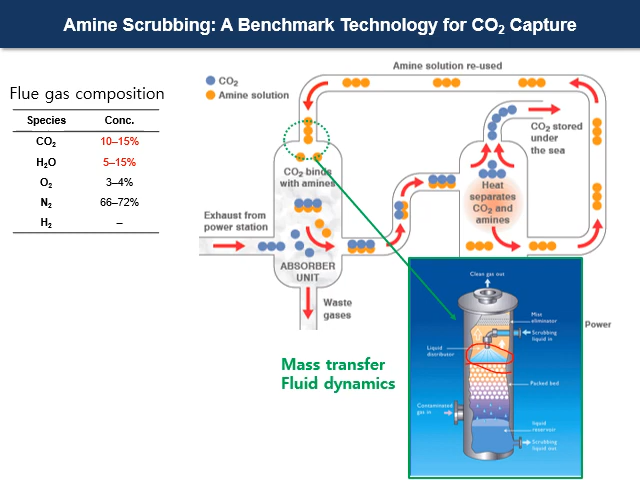 Amine Scrubbing: A Benchmark Technology for CO₂ Capture
Flue gas composition
Species Conc.
CO₂ 10–15%
H₂O 5–15%
O₂ 3–4%
N₂ 66–72%
H₂ –
CO₂
Amine solution
Amine solution re-used
CO₂ binds
with amines
CO₂ stored
under
the sea
Heat
separates
CO₂ and
amines
Exhaust from
power station
ABSORBER
UNIT
Waste
gases
Power
Mass transfer
Fluid dynamics
Clean gas out
Mist
eliminator
Scrubbing
liquid in
Liquid
distributor
Packed bed
Contaminated
gas in
liquid
reservoir
Scrubbing
liquid out